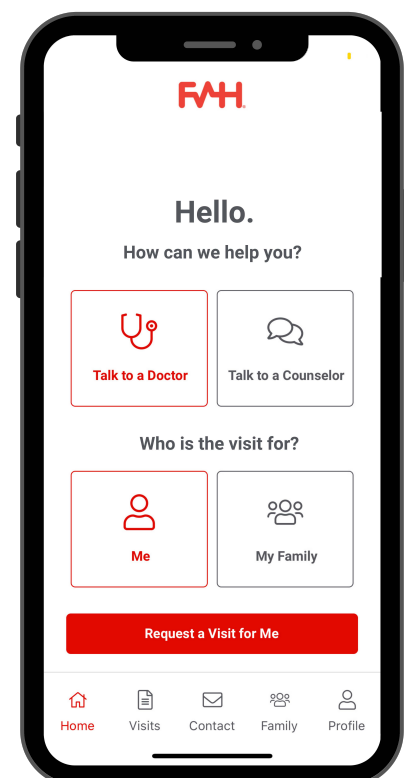 FAH
Hello.
How can we help you?
Talk to a Doctor
Talk to a Counselor
Who is the visit for?
Me
My Family
Request a Visit for Me
Home
Visits
Contact
Family
Profile